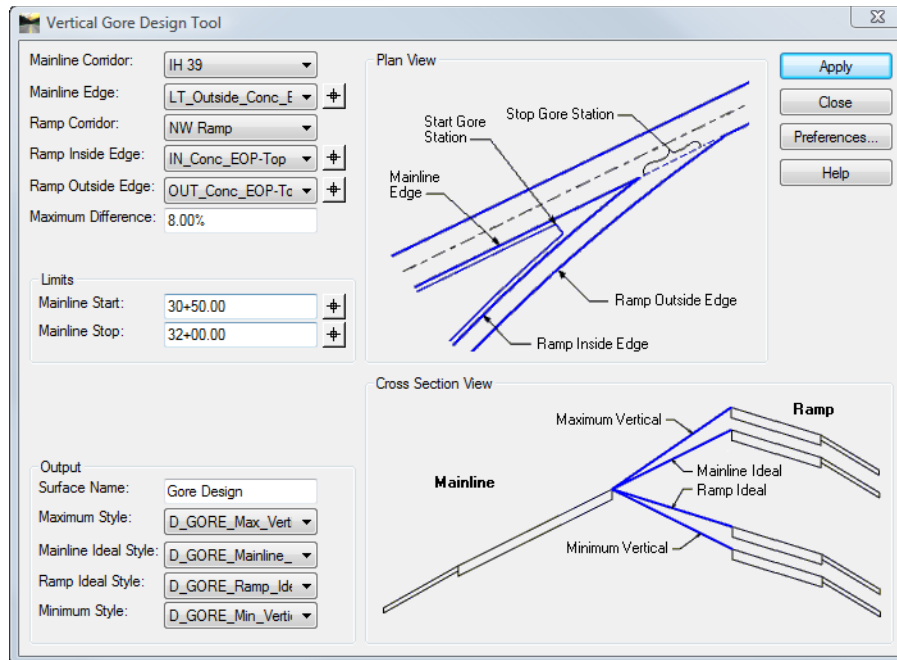 Vertical Gore Design Tool
Mainline Corridor: IH 39
Mainline Edge: LT_Outside_Conc_E
Ramp Corridor: NW Ramp
Ramp Inside Edge: IN_Conc_EOP-Top
Ramp Outside Edge: OUT_Conc_EOP-To
Maximum Difference: 8.00%
Limits
Mainline Start: 30+50.00
Mainline Stop: 32+00.00
Output
Surface Name: Gore Design
Maximum Style: D_GORE_Max_Vert
Mainline Ideal Style: D_GORE_Mainline_
Ramp Ideal Style: D_GORE_Ramp_Ide
Minimum Style: D_GORE_Min_Verti
Plan View
Start Gore
Station
Stop Gore Station
Mainline
Edge
Ramp Outside Edge
Ramp Inside Edge
Cross Section View
Maximum Vertical
Ramp
Mainline Ideal
Mainline
Ramp Ideal
Minimum Vertical
Apply
Close
Preferences...
Help